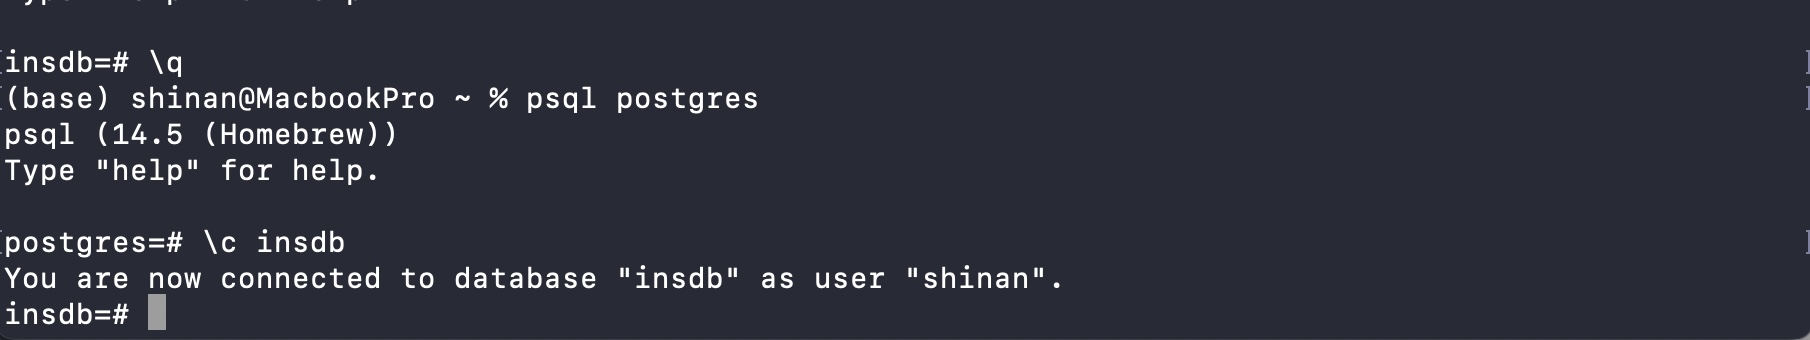 insdb=# \q
(base) shinan@MacbookPro ~ % psql postgres
psql (14.5 (Homebrew))
Type "help" for help.
postgres=# \c insdb
You are now connected to database "insdb" as user "shinan".
insdb=#